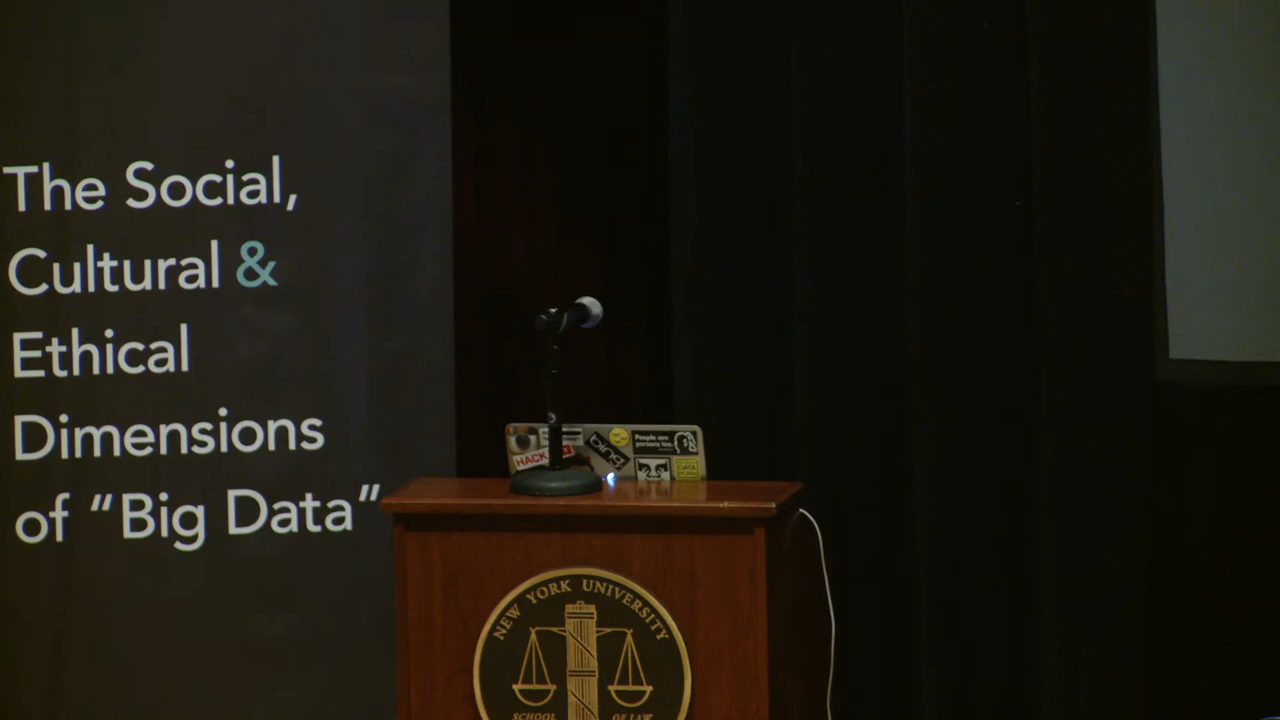 The Social,
Cultural &
Ethical
Dimensions
of “Big Data”
HACK
bing
People are
persons too.
DATA
NEW YORK UNIVERSITY
SCHOOL OF LAW